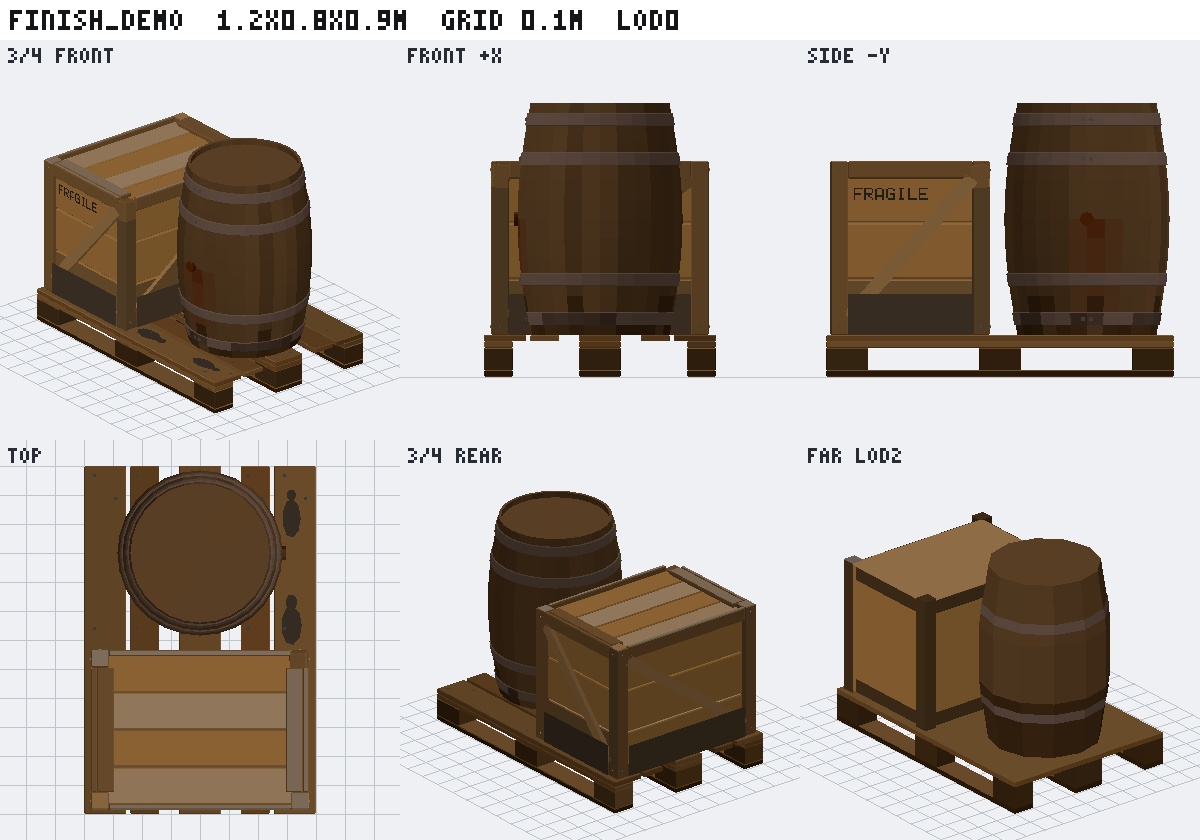 FINISH_DEMO 1.2X0.8X0.9M GRID 0.1M LOD0
3/4 FRONT
FRONT +X
SIDE -Y
FRAGILE
FRAGILE
TOP
3/4 REAR
FAR LOD2